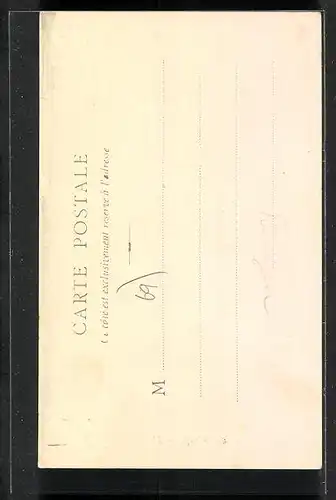 CARTE POSTALE
Ce côté est exclusivement réservé à l'adresse
69)
M